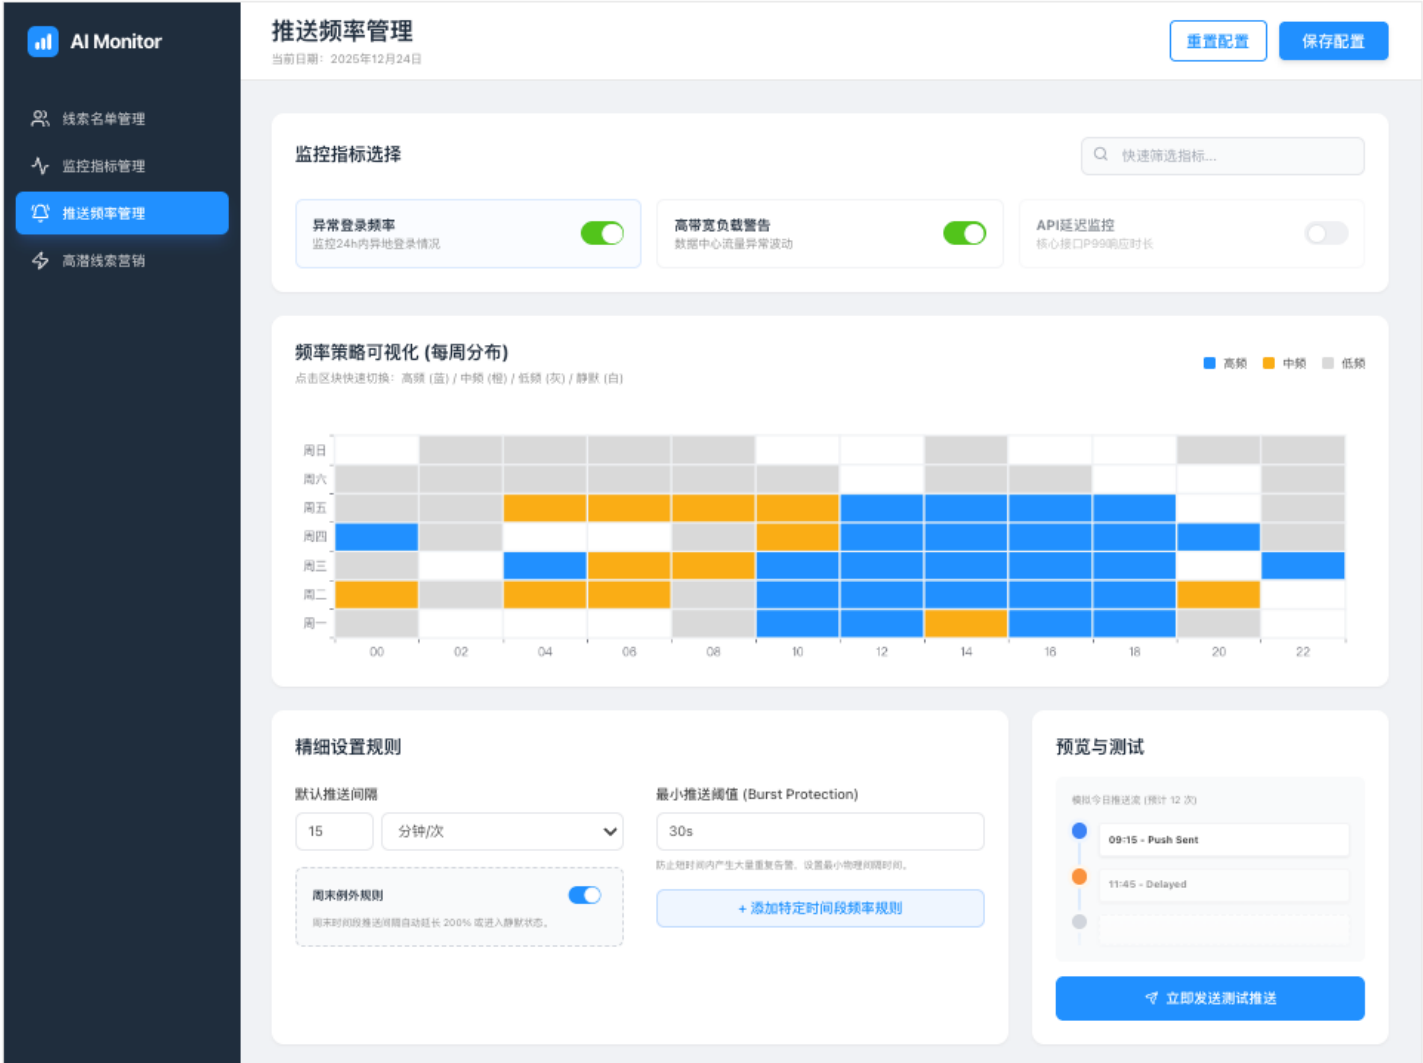 AI Monitor
线索名单管理
监控指标管理
推送频率管理
高潜线索营销
推送频率管理
当前日期：2025年12月24日
重置配置
保存配置
监控指标选择
快速筛选指标...
异常登录频率
监控24h内异地登录情况
高带宽负载警告
数据中心流量异常波动
API延迟监控
核心接口P99响应时长
频率策略可视化 (每周分布)
点击区块快速切换：高频 (蓝) / 中频 (橙) / 低频 (灰) / 静默 (白)
高频
中频
低频
周日
周六
周五
周四
周三
周二
周一
00 02 04 06 08 10 12 14 16 18 20 22
精细设置规则
默认推送间隔
15
分钟/次
周末例外规则
周末时间段推送间隔自动延长 200% 或进入静默状态。
最小推送阈值 (Burst Protection)
30s
防止短时间内产生大量重复告警，设置最小物理间隔时间。
+ 添加特定时间段频率规则
预览与测试
模拟今日推送流 (预计 12 次)
09:15 - Push Sent
11:45 - Delayed
立即发送测试推送